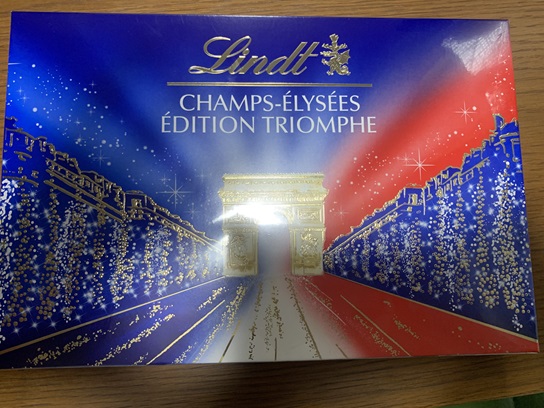 Lindt
CHAMPS-ÉLYSÉES
ÉDITION TRIOMPHE